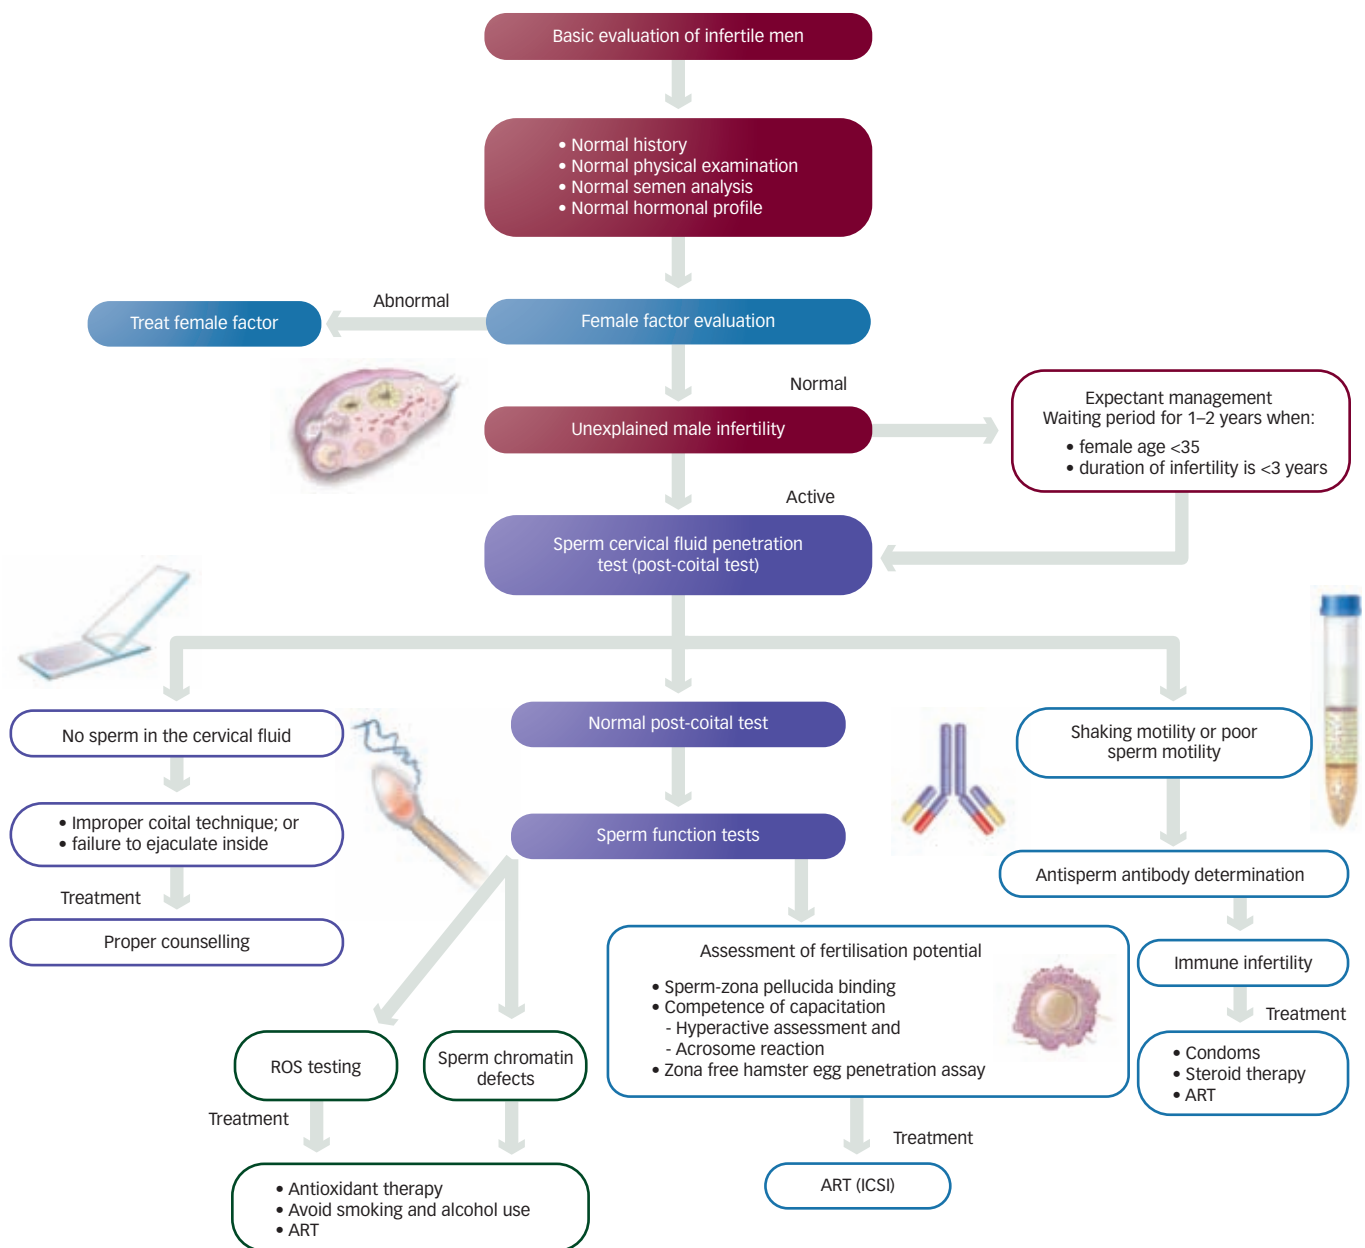 Basic evaluation of infertile men
• Normal history
• Normal physical examination
• Normal semen analysis
• Normal hormonal profile
Abnormal
Treat female factor
Female factor evaluation
Normal
Unexplained male infertility
Expectant management
Waiting period for 1–2 years when:
• female age <35
• duration of infertility is <3 years
Active
Sperm cervical fluid penetration
test (post-coital test)
No sperm in the cervical fluid
Normal post-coital test
Shaking motility or poor
sperm motility
• Improper coital technique; or
• failure to ejaculate inside
Sperm function tests
Antisperm antibody determination
Treatment
Proper counselling
Assessment of fertilisation potential
• Sperm-zona pellucida binding
• Competence of capacitation
- Hyperactive assessment and
- Acrosome reaction
• Zona free hamster egg penetration assay
Immune infertility
Treatment
• Condoms
• Steroid therapy
• ART
ROS testing
Sperm chromatin
defects
Treatment
Treatment
• Antioxidant therapy
• Avoid smoking and alcohol use
• ART
ART (ICSI)